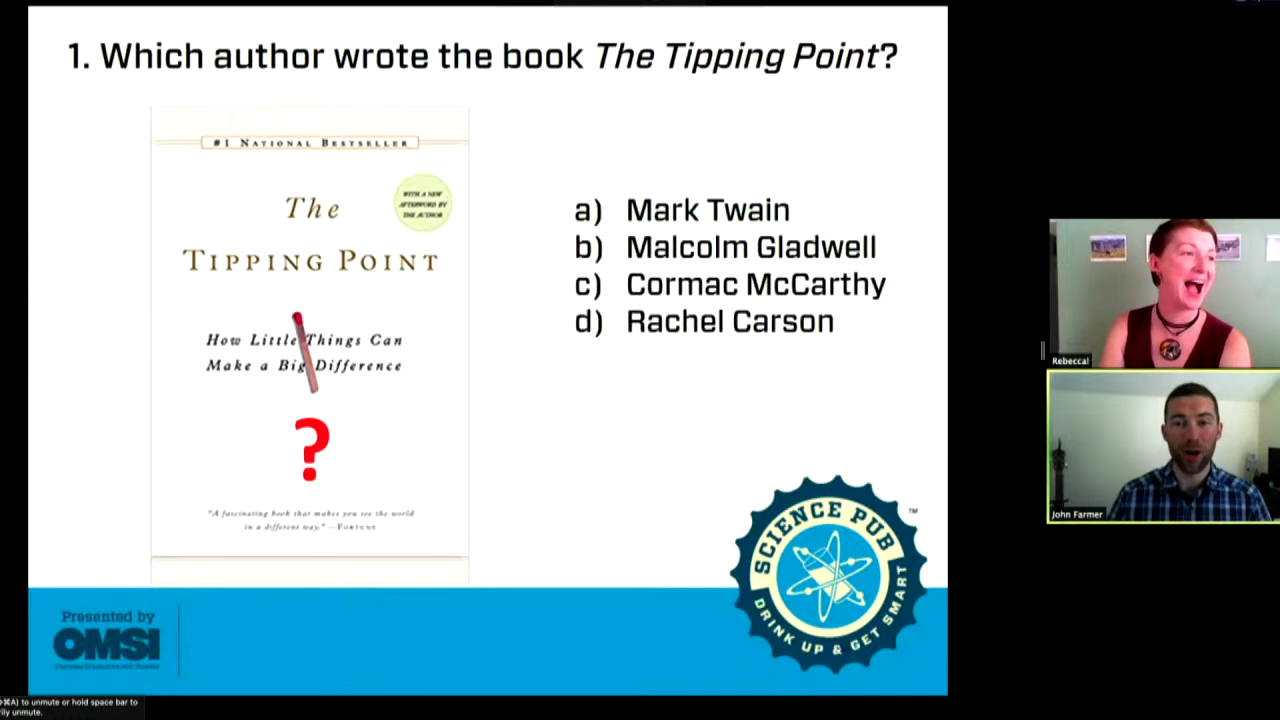 1. Which author wrote the book The Tipping Point?
#1 NATIONAL BESTSELLER
The
TIPPING POINT
WITH A NEW
AFTERWORD BY
THE AUTHOR
How Little Things Can
Make a Big Difference
?
"A fascinating book that makes you see the world
in a different way." —FORTUNE
a) Mark Twain
b) Malcolm Gladwell
c) Cormac McCarthy
d) Rachel Carson
Rebecca!
John Farmer
SCIENCE PUB
DRINK UP & GET SMART
™
Presented by
OMSI
⌘A) to unmute or hold space bar to
rily unmute.